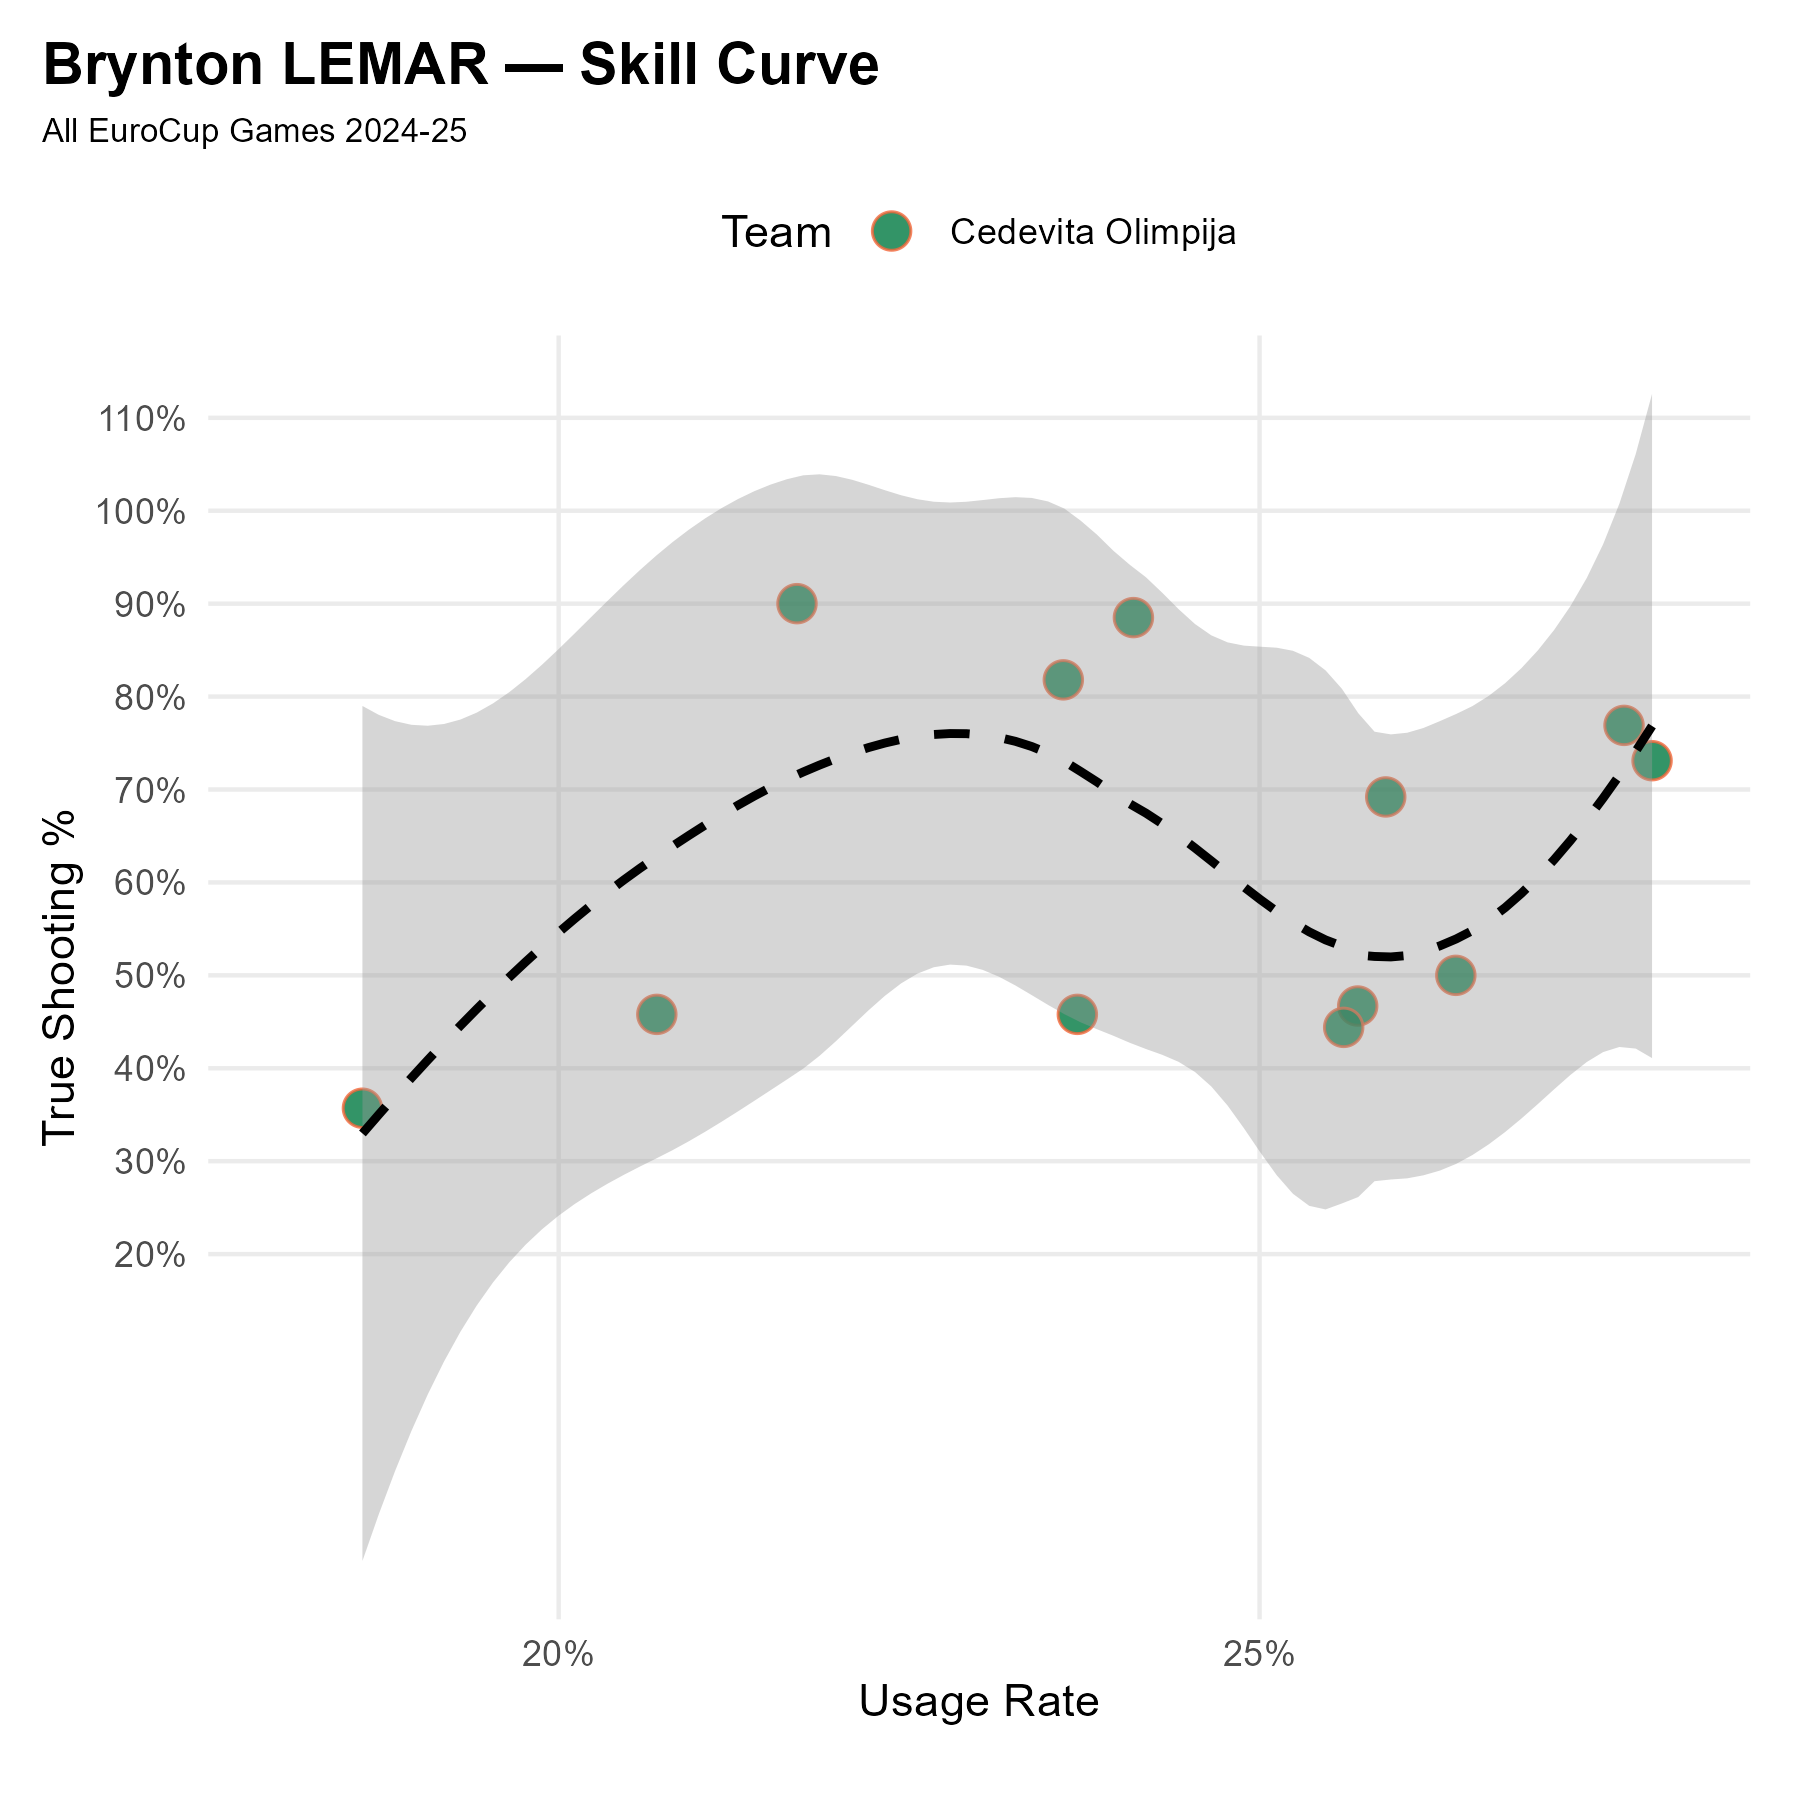 Brynton LEMAR — Skill Curve
All EuroCup Games 2024-25
Team Cedevita Olimpija
110%
100%
90%
80%
70%
60%
50%
40%
30%
20%
True Shooting %
20% 25%
Usage Rate